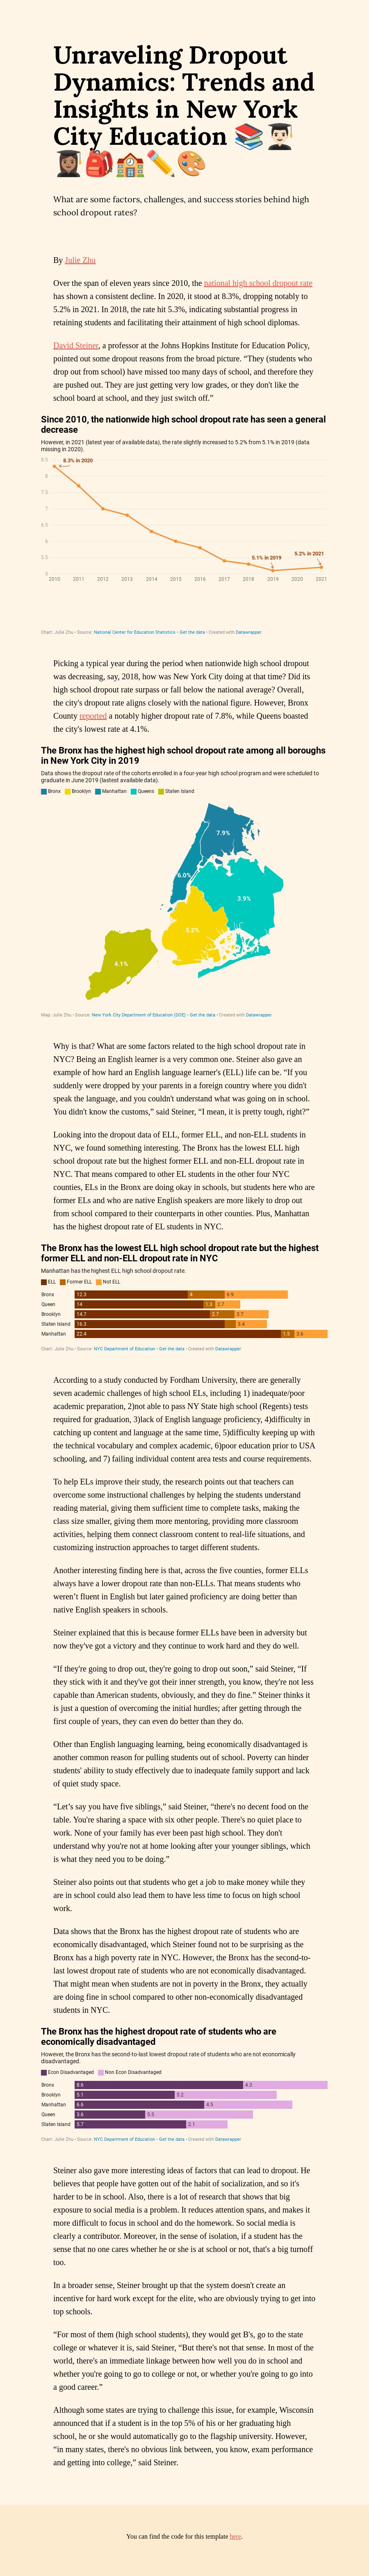 Unraveling Dropout
Dynamics: Trends and
Insights in New York
City Education 📚👨🏻‍🎓
👩🏽‍🎓🎒🏫✏️🎨
What are some factors, challenges, and success stories behind high
school dropout rates?
By Julie Zhu
Over the span of eleven years since 2010, the national high school dropout rate
has shown a consistent decline. In 2020, it stood at 8.3%, dropping notably to
5.2% in 2021. In 2018, the rate hit 5.3%, indicating substantial progress in
retaining students and facilitating their attainment of high school diplomas.
David Steiner, a professor at the Johns Hopkins Institute for Education Policy,
pointed out some dropout reasons from the broad picture. “They (students who
drop out from school) have missed too many days of school, and therefore they
are pushed out. They are just getting very low grades, or they don't like the
school board at school, and they just switch off.”
Since 2010, the nationwide high school dropout rate has seen a general
decrease
However, in 2021 (latest year of available data), the rate slightly increased to 5.2% from 5.1% in 2019 (data
missing in 2020).
8.5
8.3% in 2020
8
7.5
7
6.5
6
5.5
5.1% in 2019
5.2% in 2021
5
2010 2011 2012 2013 2014 2015 2016 2017 2018 2019 2020 2021
Chart: Julie Zhu • Source: National Center for Education Statistics • Get the data • Created with Datawrapper
Picking a typical year during the period when nationwide high school dropout
was decreasing, say, 2018, how was New York City doing at that time? Did its
high school dropout rate surpass or fall below the national average? Overall,
the city's dropout rate aligns closely with the national figure. However, Bronx
County reported a notably higher dropout rate of 7.8%, while Queens boasted
the city's lowest rate at 4.1%.
The Bronx has the highest high school dropout rate among all boroughs
in New York City in 2019
Data shows the dropout rate of the cohorts enrolled in a four-year high school program and were scheduled to
graduate in June 2019 (lastest available data).
Bronx Brooklyn Manhattan Queens Staten Island
7.9%
6.0%
3.9%
5.2%
4.1%
Map: Julie Zhu • Source: New York City Department of Education (DOE) • Get the data • Created with Datawrapper
Why is that? What are some factors related to the high school dropout rate in
NYC? Being an English learner is a very common one. Steiner also gave an
example of how hard an English language learner's (ELL) life can be. “If you
suddenly were dropped by your parents in a foreign country where you didn't
speak the language, and you couldn't understand what was going on in school.
You didn't know the customs,” said Steiner, “I mean, it is pretty tough, right?”
Looking into the dropout data of ELL, former ELL, and non-ELL students in
NYC, we found something interesting. The Bronx has the lowest ELL high
school dropout rate but the highest former ELL and non-ELL dropout rate in
NYC. That means compared to other EL students in the other four NYC
counties, ELs in the Bronx are doing okay in school, but students here who are
former ELs and who are native English speakers are more likely to drop out
from school compared to their counterparts in other counties. Plus, Manhattan
has the highest dropout rate of EL students in NYC.
The Bronx has the lowest ELL high school dropout rate but the highest
former ELL and non-ELL dropout rate in NYC
Manhattan has the highest ELL high school dropout rate.
ELL Former ELL Not ELL
Bronx 12.3 4 6.9
Queen 14 1.3 2.7
Brooklyn 14.7 2.7 3.7
Staten Island 16.3 3.4
Manhattan 22.4 1.5 3.6
Chart: Julie Zhu • Source: NYC Department of Education • Get the data • Created with Datawrapper
According to a study conducted by Fordham University, there are generally
seven academic challenges of high school ELs, including 1) inadequate/poor
academic preparation, 2)not able to pass NY State high school (Regents) tests
required for graduation, 3)lack of English language proficiency, 4)difficulty in
catching up content and language at the same time, 5)difficulty keeping up with
the technical vocabulary and complex academic, 6)poor education prior to USA
schooling, and 7) failing individual content area tests and course requirements.
To help ELs improve their study, the research points out that teachers can
overcome some instructional challenges by helping the students understand
reading material, giving them sufficient time to complete tasks, making the
class size smaller, giving them more mentoring, providing more classroom
activities, helping them connect classroom content to real-life situations, and
customizing instruction approaches to target different students.
Another interesting finding here is that, across the five counties, former ELLs
always have a lower dropout rate than non-ELLs. That means students who
weren’t fluent in English but later gained proficiency are doing better than
native English speakers in schools.
Steiner explained that this is because former ELLs have been in adversity but
now they've got a victory and they continue to work hard and they do well.
“If they're going to drop out, they're going to drop out soon,” said Steiner, “If
they stick with it and they've got their inner strength, you know, they're not less
capable than American students, obviously, and they do fine.” Steiner thinks it
is just a question of overcoming the initial hurdles; after getting through the
first couple of years, they can even do better than they do.
Other than English languaging learning, being economically disadvantaged is
another common reason for pulling students out of school. Poverty can hinder
students' ability to study effectively due to inadequate family support and lack
of quiet study space.
“Let’s say you have five siblings,” said Steiner, “there's no decent food on the
table. You're sharing a space with six other people. There's no quiet place to
work. None of your family has ever been past high school. They don't
understand why you're not at home looking after your younger siblings, which
is what they need you to be doing.”
Steiner also points out that students who get a job to make money while they
are in school could also lead them to have less time to focus on high school
work.
Data shows that the Bronx has the highest dropout rate of students who are
economically disadvantaged, which Steiner found not to be surprising as the
Bronx has a high poverty rate in NYC. However, the Bronx has the second-to-
last lowest dropout rate of students who are not economically disadvantaged.
That might mean when students are not in poverty in the Bronx, they actually
are doing fine in school compared to other non-economically disadvantaged
students in NYC.
The Bronx has the highest dropout rate of students who are
economically disadvantaged
However, the Bronx has the second-to-last lowest dropout rate of students who are not economically
disadvantaged.
Econ Disadvantaged Non Econ Disadvantaged
Bronx 8.6 4.3
Brooklyn 5.1 5.2
Manhattan 6.6 4.5
Queen 3.6 5.5
Staten Island 5.7 2.1
Chart: Julie Zhu • Source: NYC Department of Education • Get the data • Created with Datawrapper
Steiner also gave more interesting ideas of factors that can lead to dropout. He
believes that people have gotten out of the habit of socialization, and so it's
harder to be in school. Also, there is a lot of research that shows that big
exposure to social media is a problem. It reduces attention spans, and makes it
more difficult to focus in school and do the homework. So social media is
clearly a contributor. Moreover, in the sense of isolation, if a student has the
sense that no one cares whether he or she is at school or not, that's a big turnoff
too.
In a broader sense, Steiner brought up that the system doesn't create an
incentive for hard work except for the elite, who are obviously trying to get into
top schools.
“For most of them (high school students), they would get B's, go to the state
college or whatever it is, said Steiner, “But there's not that sense. In most of the
world, there's an immediate linkage between how well you do in school and
whether you're going to go to college or not, or whether you're going to go into
a good career.”
Although some states are trying to challenge this issue, for example, Wisconsin
announced that if a student is in the top 5% of his or her graduating high
school, he or she would automatically go to the flagship university. However,
“in many states, there's no obvious link between, you know, exam performance
and getting into college,” said Steiner.
You can find the code for this template here.